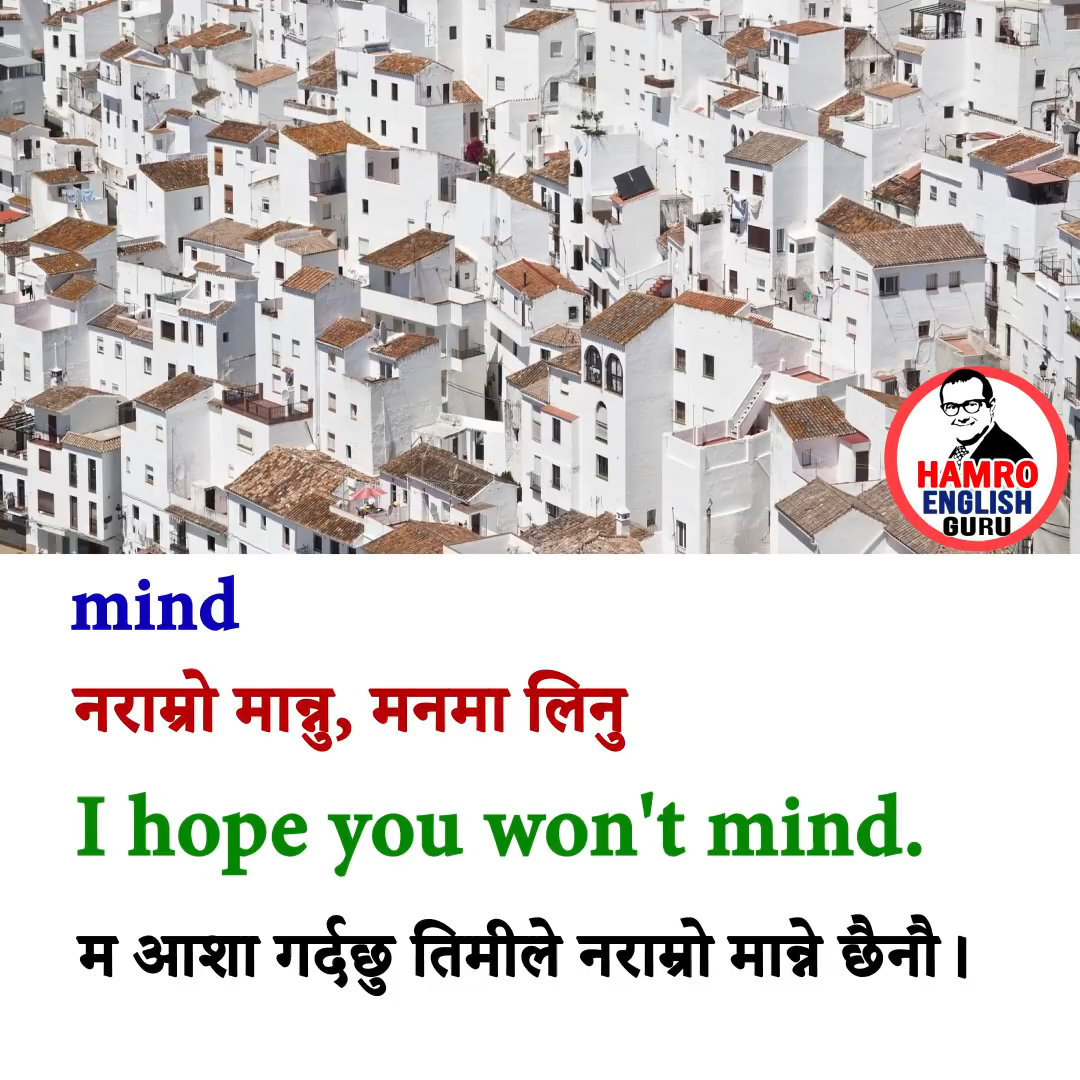 HAMRO
ENGLISH
GURU
mind
नराम्रो मान्नु, मनमा लिनु
I hope you won't mind.
म आशा गर्दछु तिमीले नराम्रो मान्ने छैनौ।